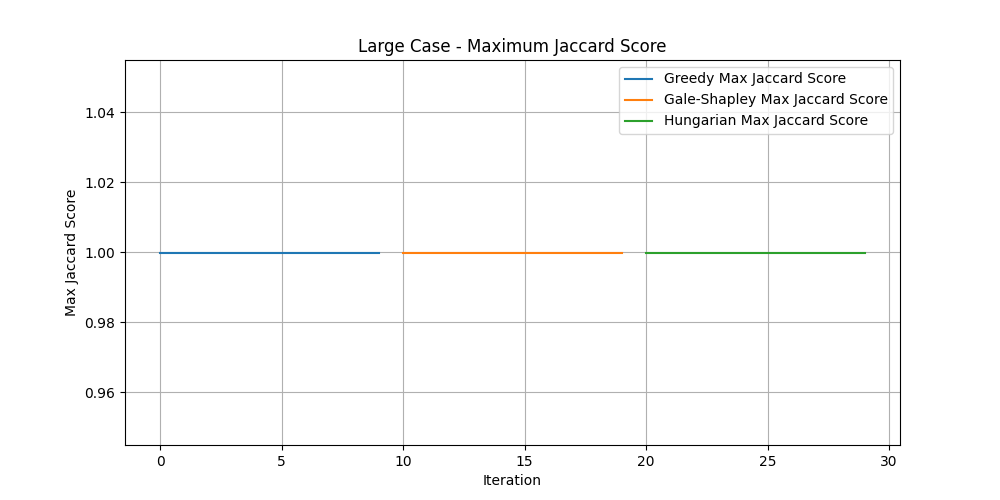 Large Case - Maximum Jaccard Score
Greedy Max Jaccard Score
Gale-Shapley Max Jaccard Score
Hungarian Max Jaccard Score
Max Jaccard Score
1.04
1.02
1.00
0.98
0.96
0 5 10 15 20 25 30
Iteration